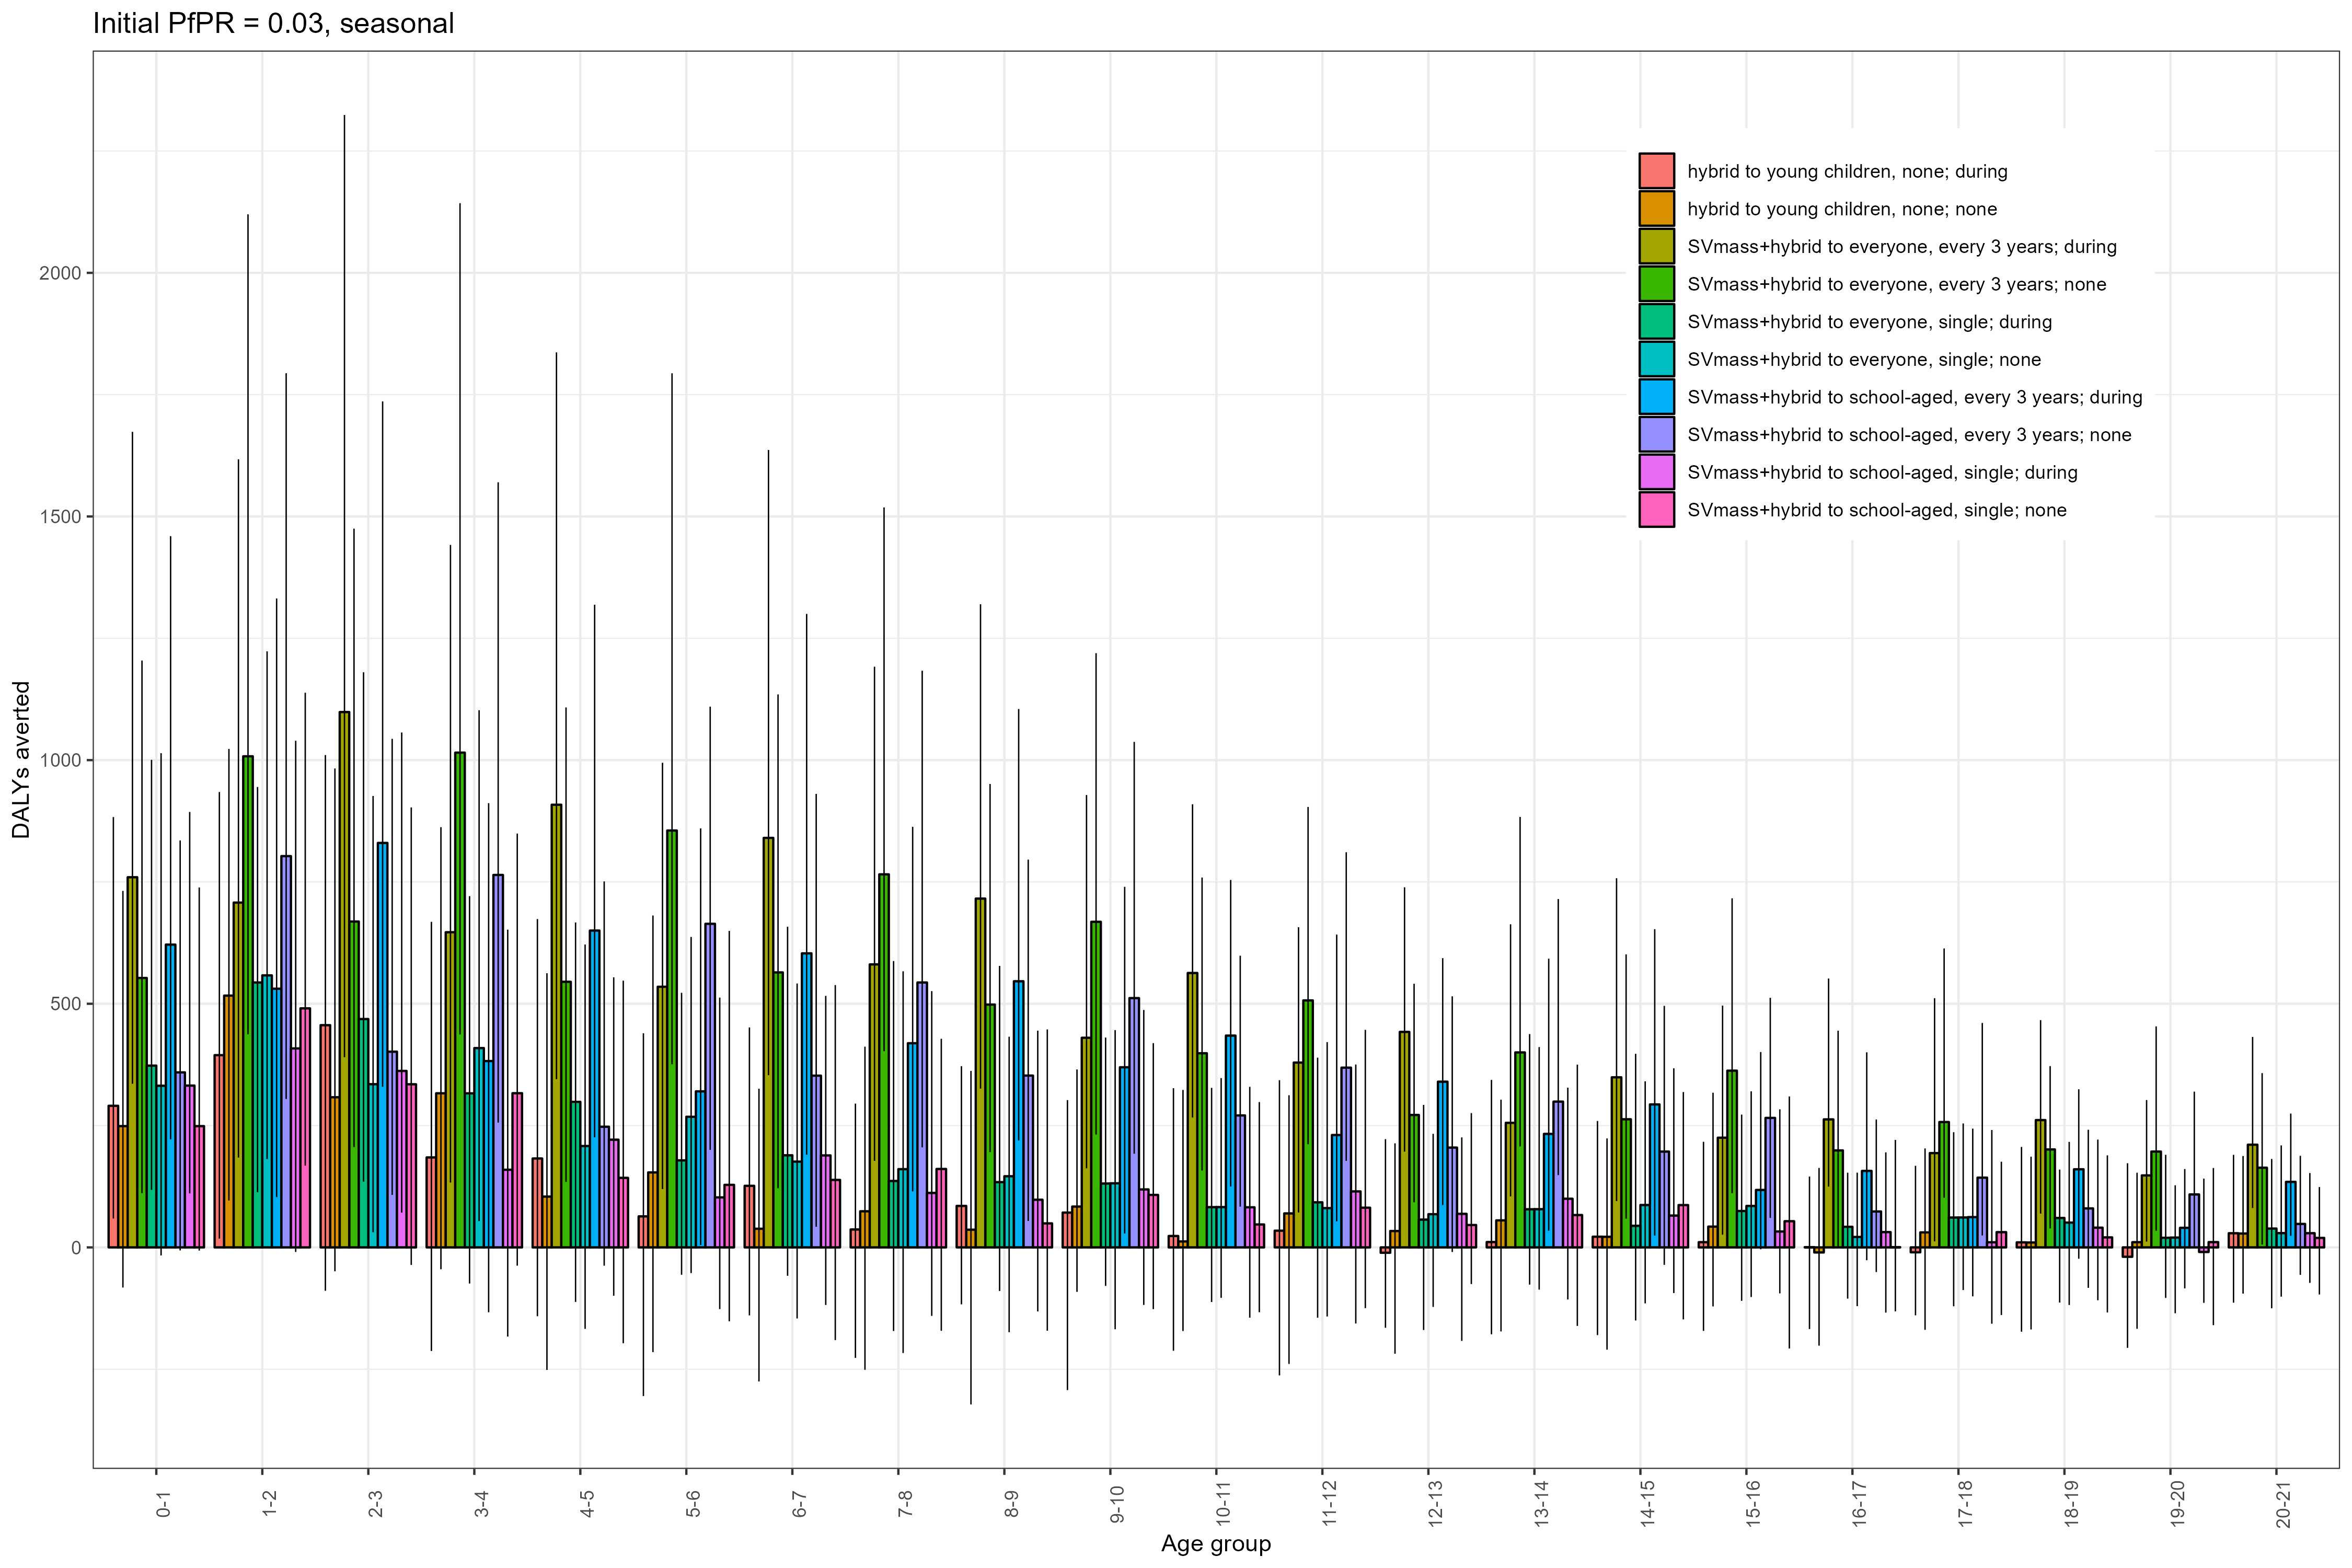 Initial PfPR = 0.03, seasonal
hybrid to young children, none; during
hybrid to young children, none; none
SVmass+hybrid to everyone, every 3 years; during
SVmass+hybrid to everyone, every 3 years; none
SVmass+hybrid to everyone, single; during
SVmass+hybrid to everyone, single; none
SVmass+hybrid to school-aged, every 3 years; during
SVmass+hybrid to school-aged, every 3 years; none
SVmass+hybrid to school-aged, single; during
SVmass+hybrid to school-aged, single; none
DALYs averted
2000
1500
1000
500
0
0-1 1-2 2-3 3-4 4-5 5-6 6-7 7-8 8-9 9-10 10-11 11-12 12-13 13-14 14-15 15-16 16-17 17-18 18-19 19-20 20-21
Age group